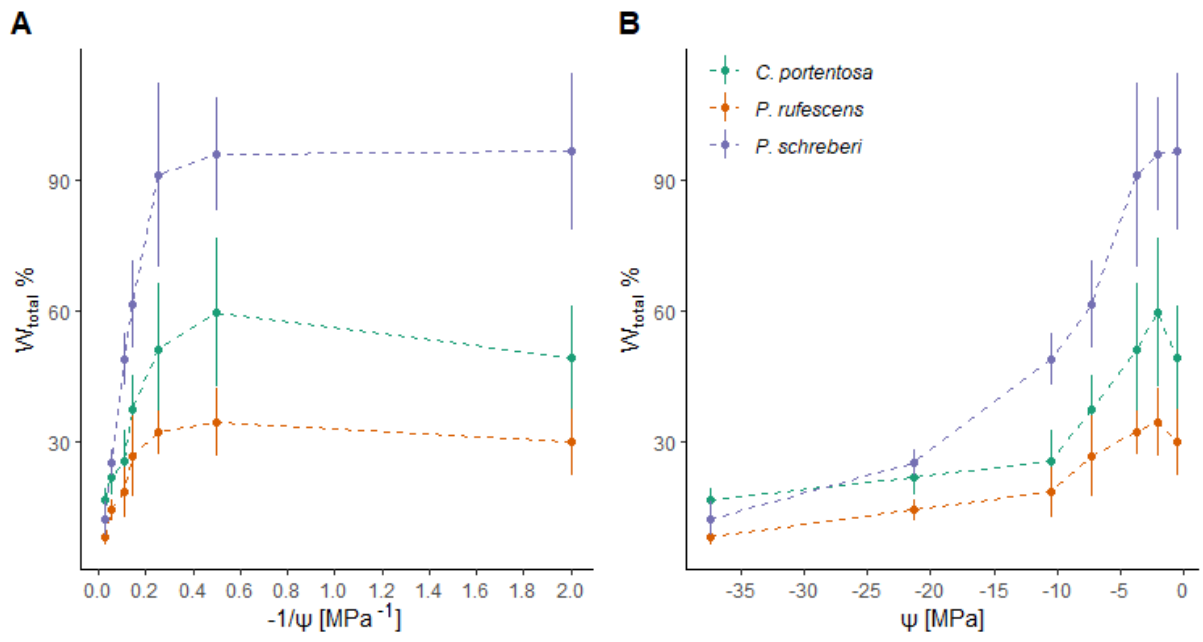 A
W total %
90
60
30
0.0 0.2 0.4 0.6 0.8 1.0 1.2 1.4 1.6 1.8 2.0
-1/ψ [MPa⁻¹]
B
C. portentosa
P. rufescens
P. schreberi
W total %
90
60
30
-35 -30 -25 -20 -15 -10 -5 0
ψ [MPa]